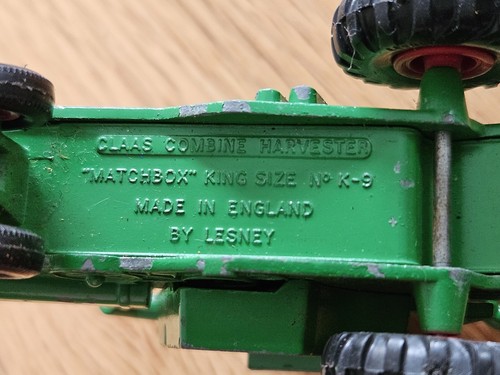 CLAAS COMBINE HARVESTER
"MATCHBOX" KING SIZE Nº K-9
MADE IN ENGLAND
BY LESNEY